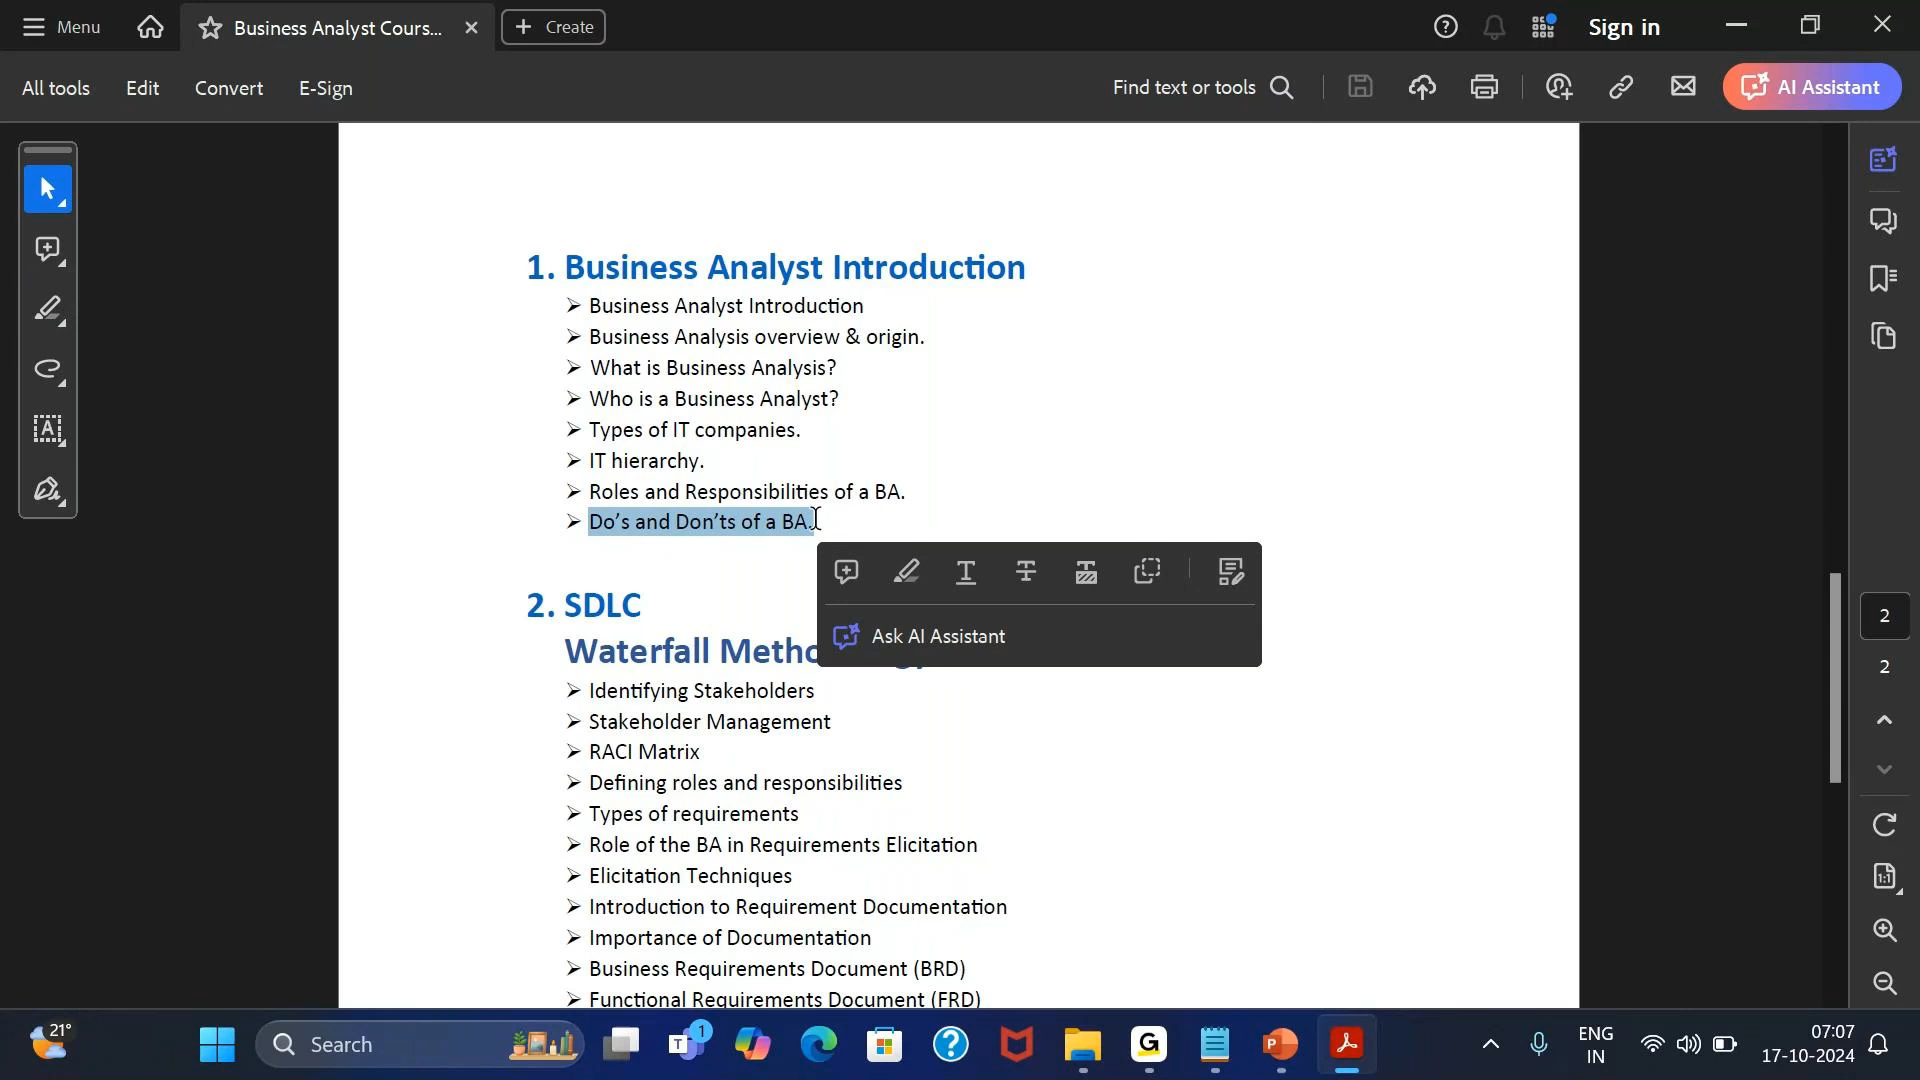 Menu
Business Analyst Cours...
Create
Sign in
All tools
Edit
Convert
E-Sign
Find text or tools
AI Assistant
1. Business Analyst Introduction
➢ Business Analyst Introduction
➢ Business Analysis overview & origin.
➢ What is Business Analysis?
➢ Who is a Business Analyst?
➢ Types of IT companies.
➢ IT hierarchy.
➢ Roles and Responsibilities of a BA.
➢ Do’s and Don’ts of a BA.
2. SDLC
Ask AI Assistant
Waterfall
➢ Identifying Stakeholders
➢ Stakeholder Management
➢ RACI Matrix
➢ Defining roles and responsibilities
➢ Types of requirements
➢ Role of the BA in Requirements Elicitation
➢ Elicitation Techniques
➢ Introduction to Requirement Documentation
➢ Importance of Documentation
➢ Business Requirements Document (BRD)
➢ Functional Requirements Document (FRD)
2
2
1:1
21°
Search
1
ENG
IN
07:07
17-10-2024